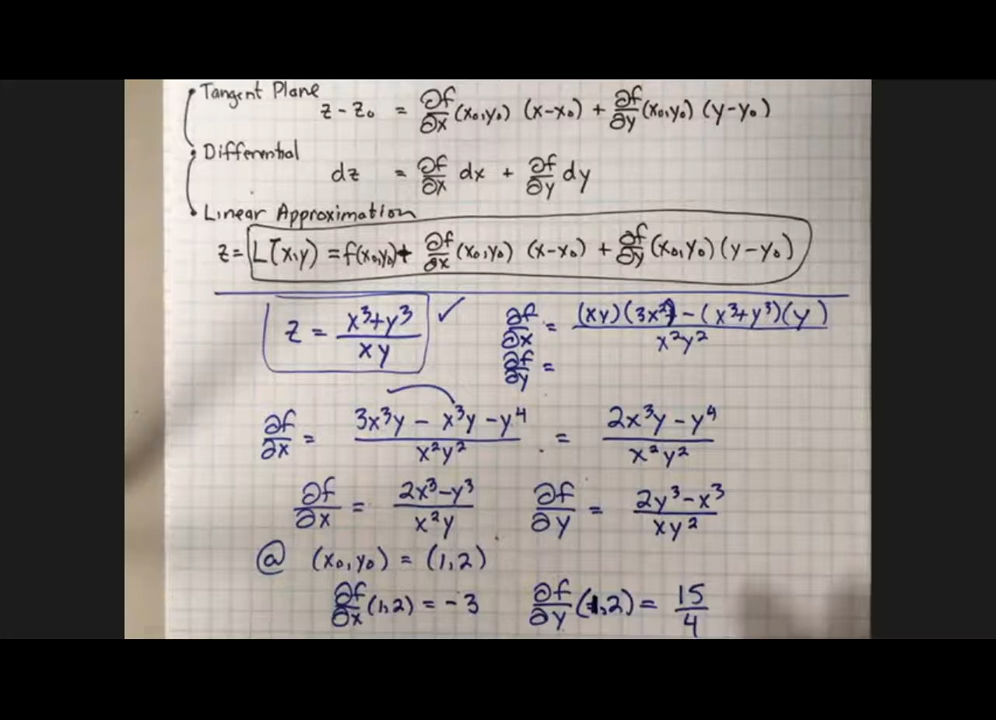 • Tangent Plane
z - z₀ = ∂f/∂x (x₀,y₀) (x-x₀) + ∂f/∂y (x₀,y₀) (y-y₀)
• Differential
dz = ∂f/∂x dx + ∂f/∂y dy
• Linear Approximation
z = L(x,y) = f(x₀,y₀) + ∂f/∂x (x₀,y₀) (x-x₀) + ∂f/∂y (x₀,y₀) (y-y₀)
z = (x³+y³)/(xy) ✓ ∂f/∂x = ((xy)(3x²) - (x³+y³)(y))/(x²y²)
∂f/∂y =
∂f/∂x = (3x³y - x³y - y⁴)/(x²y²) = (2x³y - y⁴)/(x²y²)
∂f/∂x = (2x³-y³)/(x²y) ∂f/∂y = (2y³-x³)/(xy²)
@ (x₀,y₀) = (1,2)
∂f/∂x (1,2) = -3 ∂f/∂y (1,2) = 15/4